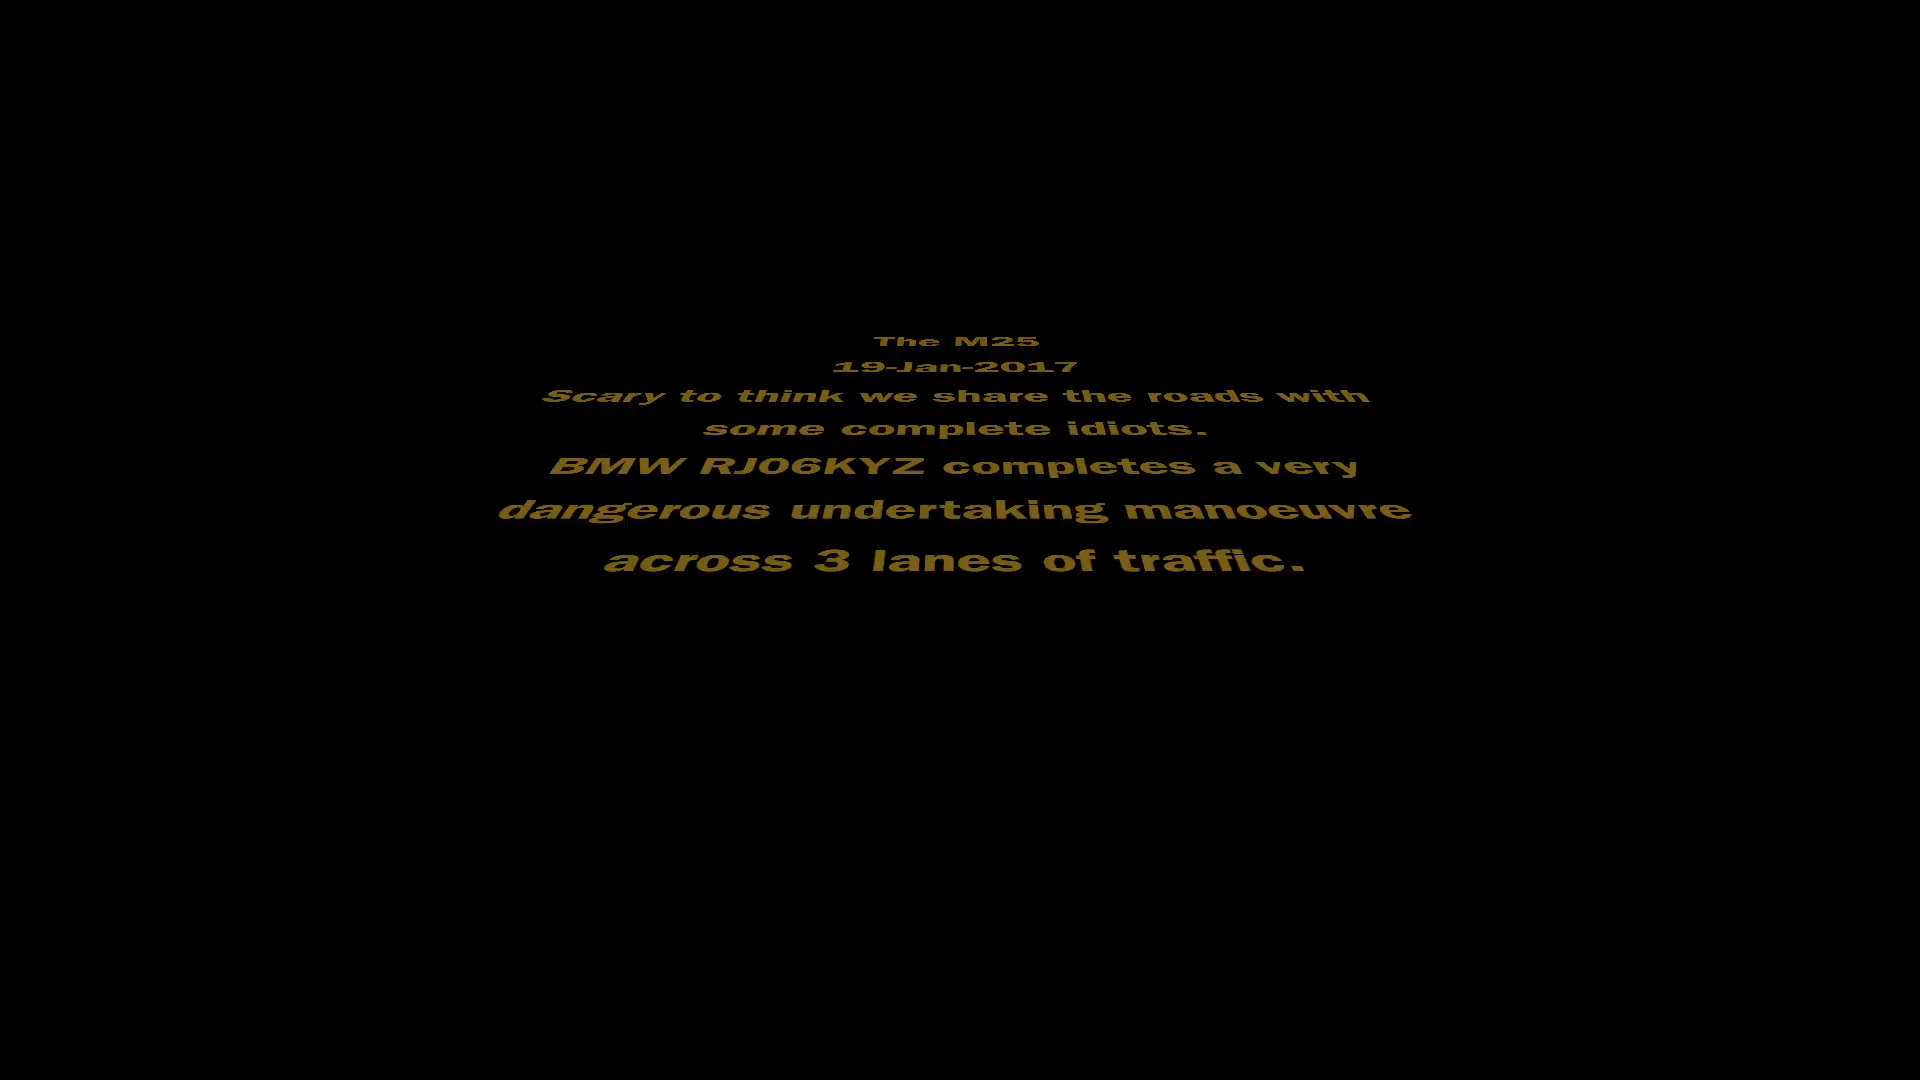 The M25
19-Jan-2017
Scary to think we share the roads with
some complete idiots.
BMW RJ06KYZ completes a very
dangerous undertaking manoeuvre
across 3 lanes of traffic.